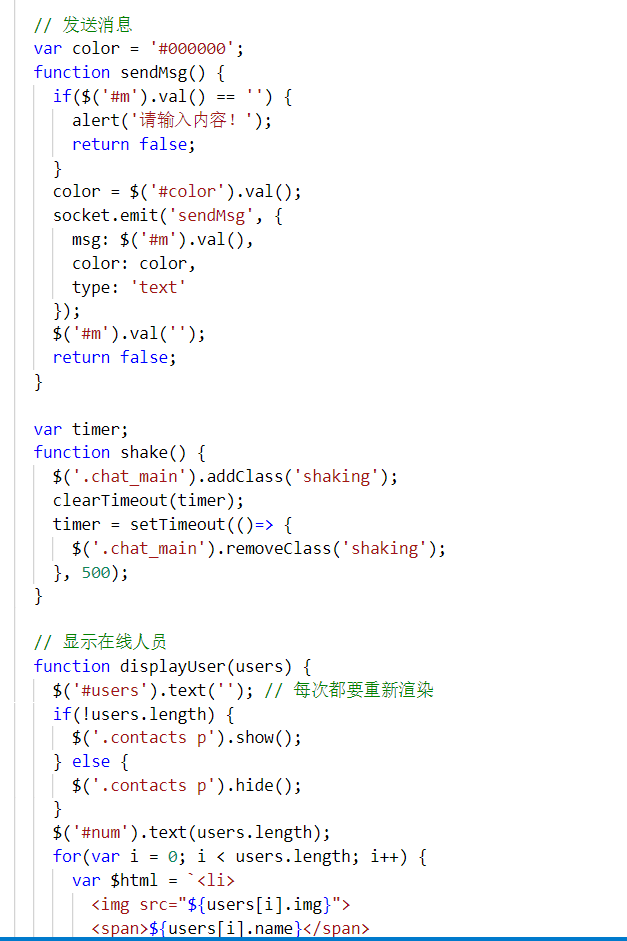 // 发送消息
var color = '#000000';
function sendMsg() {
  if($('#m').val() == '') {
    alert('请输入内容！');
    return false;
  }
  color = $('#color').val();
  socket.emit('sendMsg', {
    msg: $('#m').val(),
    color: color,
    type: 'text'
  });
  $('#m').val('');
  return false;
}

var timer;
function shake() {
  $('.chat_main').addClass('shaking');
  clearTimeout(timer);
  timer = setTimeout(()=> {
    $('.chat_main').removeClass('shaking');
  }, 500);
}

// 显示在线人员
function displayUser(users) {
  $('#users').text(''); // 每次都要重新渲染
  if(!users.length) {
    $('.contacts p').show();
  } else {
    $('.contacts p').hide();
  }
  $('#num').text(users.length);
  for(var i = 0; i < users.length; i++) {
    var $html = `<li>
      <img src="${users[i].img}">
      <span>${users[i].name}</span>